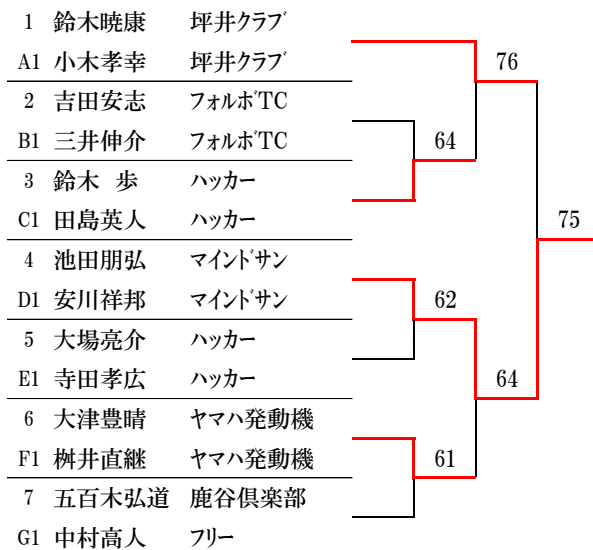 1 鈴木暁康 坪井クラブ
A1 小木孝幸 坪井クラブ 76
2 吉田安志 フォルボTC
B1 三井伸介 フォルボTC 64
3 鈴木 歩 ハッカー
C1 田島英人 ハッカー 75
4 池田朋弘 マインドサン
D1 安川祥邦 マインドサン 62
5 大場亮介 ハッカー
E1 寺田孝広 ハッカー 64
6 大津豊晴 ヤマハ発動機
F1 桝井直継 ヤマハ発動機 61
7 五百木弘道 鹿谷倶楽部
G1 中村高人 フリー